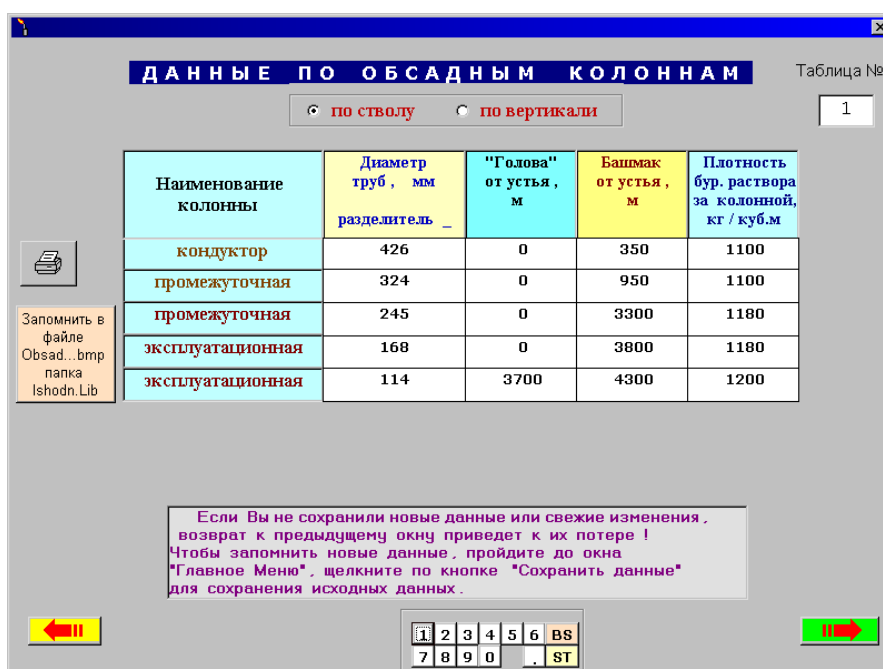 ДАННЫЕ ПО ОБСАДНЫМ КОЛОННАМ
Таблица №
по стволу по вертикали
1
Наименование колонны
Диаметр труб , мм разделитель _
"Голова" от устья , м
Башмак от устья , м
Плотность бур. раствора за колонной, кг / куб.м
кондуктор 426 0 350 1100
промежуточная 324 0 950 1100
промежуточная 245 0 3300 1180
эксплуатационная 168 0 3800 1180
эксплуатационная 114 3700 4300 1200
Запомнить в
файле
Obsad...bmp
папка
Ishodn.Lib
Если Вы не сохранили новые данные или свежие изменения ,
возврат к предыдущему окну приведет к их потере !
Чтобы запомнить новые данные , пройдите до окна
"Главное Меню" , щелкните по кнопке "Сохранить данные"
для сохранения исходных данных .
1 2 3 4 5 6 BS
7 8 9 0 . ST